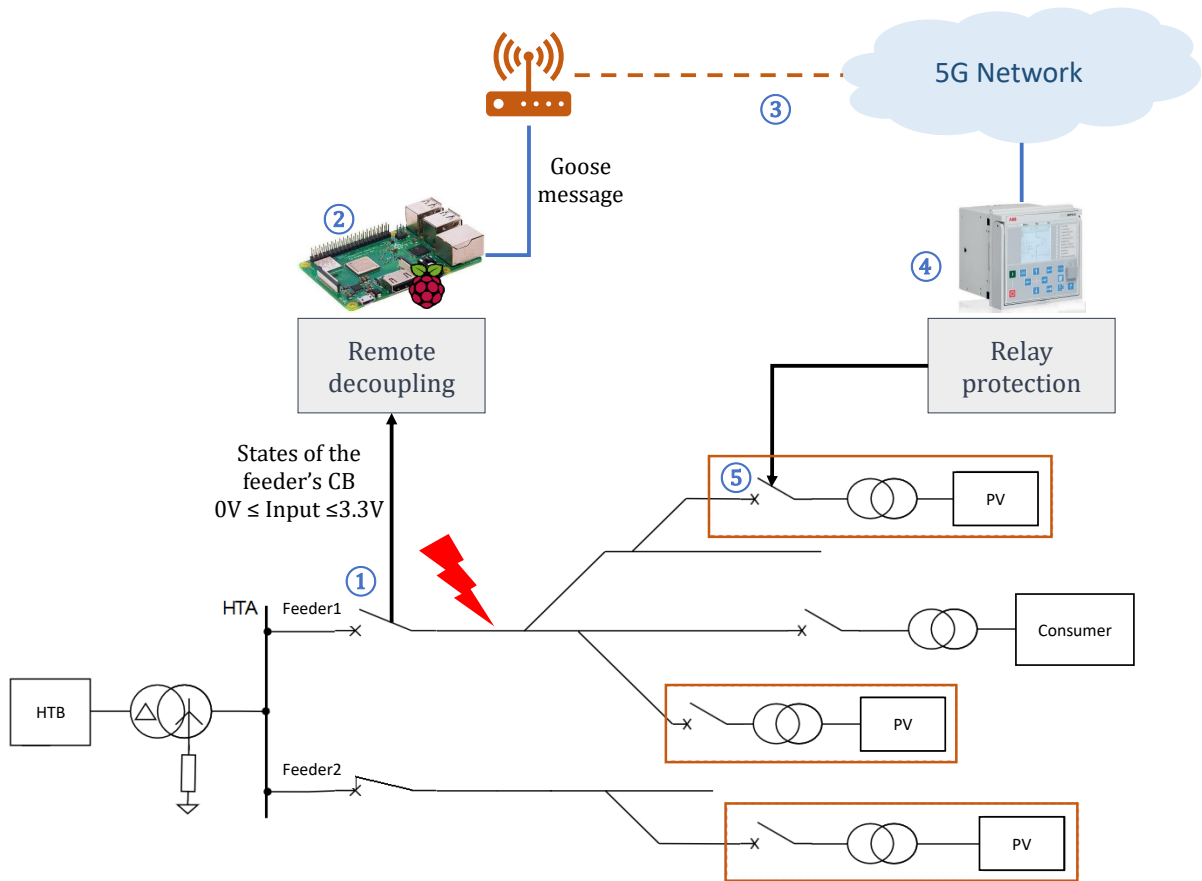 5G Network
③
Goose
message
②
ABB
④
Remote
decoupling
Relay
protection
States of the
feeder’s CB
0V ≤ Input ≤3.3V
⑤
PV
①
HTA
Feeder1
Consumer
HTB
PV
Feeder2
PV